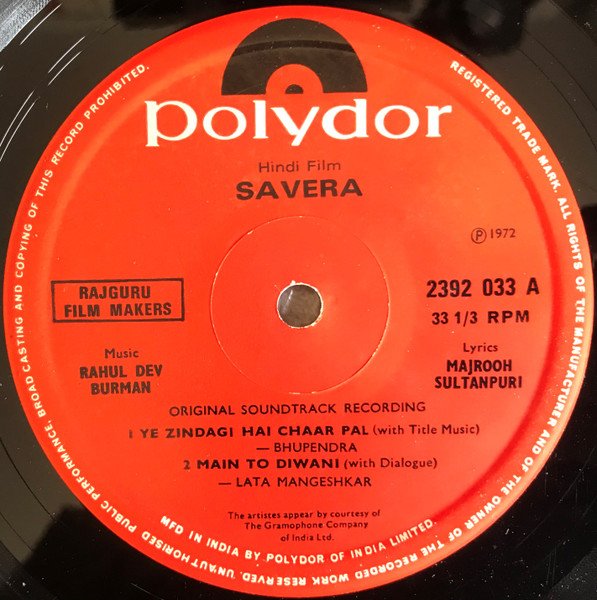 polydor
Hindi Film
SAVERA
℗ 1972
RAJGURU
FILM MAKERS
2392 033 A
33 1/3 RPM
Music
RAHUL DEV
BURMAN
Lyrics
MAJROOH
SULTANPURI
ORIGINAL SOUNDTRACK RECORDING
1 YE ZINDAGI HAI CHAAR PAL (with Title Music)
— BHUPENDRA
2 MAIN TO DIWANI (with Dialogue)
— LATA MANGESHKAR
The artistes appear by courtesy of
The Gramophone Company
of India Ltd.
MFD IN INDIA BY POLYDOR OF INDIA LIMITED.
REGISTERED TRADE MARK. ALL RIGHTS OF THE MANUFACTURER AND OF THE OWNER OF THE RECORDED WORK RESERVED. UNAUTHORISED PUBLIC PERFORMANCE, BROADCASTING AND COPYING OF THIS RECORD PROHIBITED.